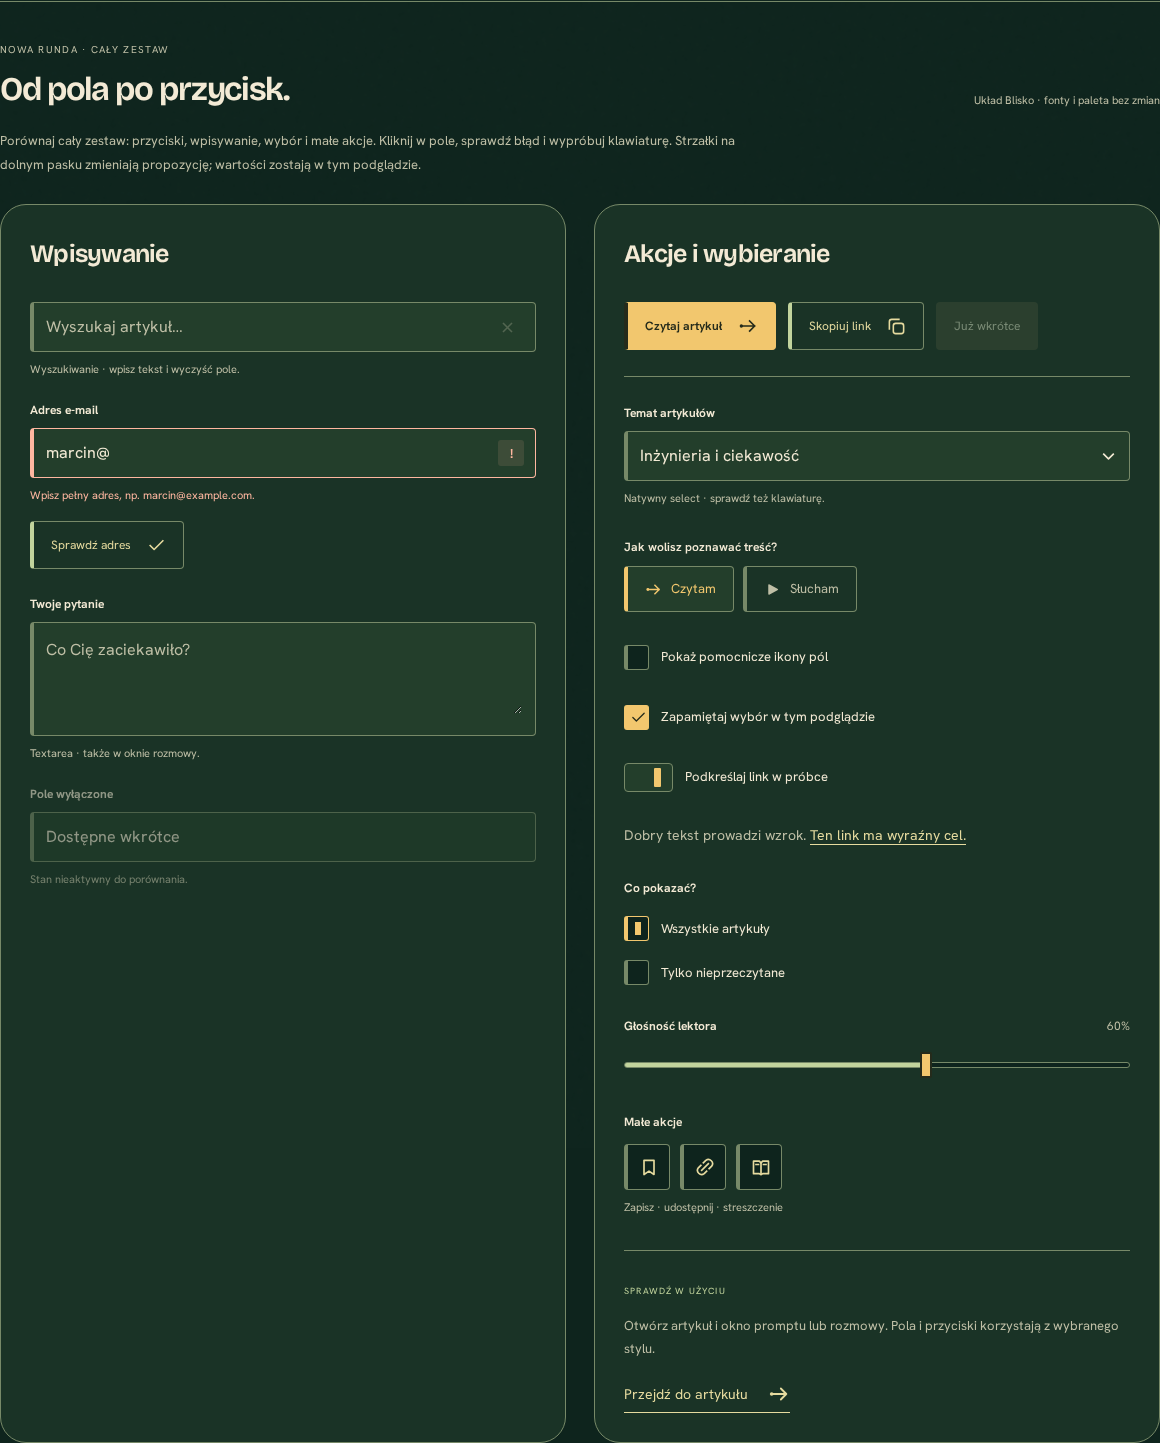 NOWA RUNDA · CAŁY ZESTAW
Od pola po przycisk.
Układ Blisko · fonty i paleta bez zmian
Porównaj cały zestaw: przyciski, wpisywanie, wybór i małe akcje. Kliknij w pole, sprawdź błąd i wypróbuj klawiaturę. Strzałki na
dolnym pasku zmieniają propozycję; wartości zostają w tym podglądzie.
Wpisywanie
Wyszukaj artykuł...
Wyszukiwanie · wpisz tekst i wyczyść pole.
Adres e-mail
marcin@
!
Wpisz pełny adres, np. marcin@example.com.
Sprawdź adres
Twoje pytanie
Co Cię zaciekawiło?
Textarea · także w oknie rozmowy.
Pole wyłączone
Dostępne wkrótce
Stan nieaktywny do porównania.
Akcje i wybieranie
Czytaj artykuł
Skopiuj link
Już wkrótce
Temat artykułów
Inżynieria i ciekawość
Natywny select · sprawdź też klawiaturę.
Jak wolisz poznawać treść?
Czytam
Słucham
Pokaż pomocnicze ikony pól
Zapamiętaj wybór w tym podglądzie
Podkreślaj link w próbce
Dobry tekst prowadzi wzrok. Ten link ma wyraźny cel.
Co pokazać?
Wszystkie artykuły
Tylko nieprzeczytane
Głośność lektora
60%
Małe akcje
Zapisz · udostępnij · streszczenie
SPRAWDŹ W UŻYCIU
Otwórz artykuł i okno promptu lub rozmowy. Pola i przyciski korzystają z wybranego
stylu.
Przejdź do artykułu